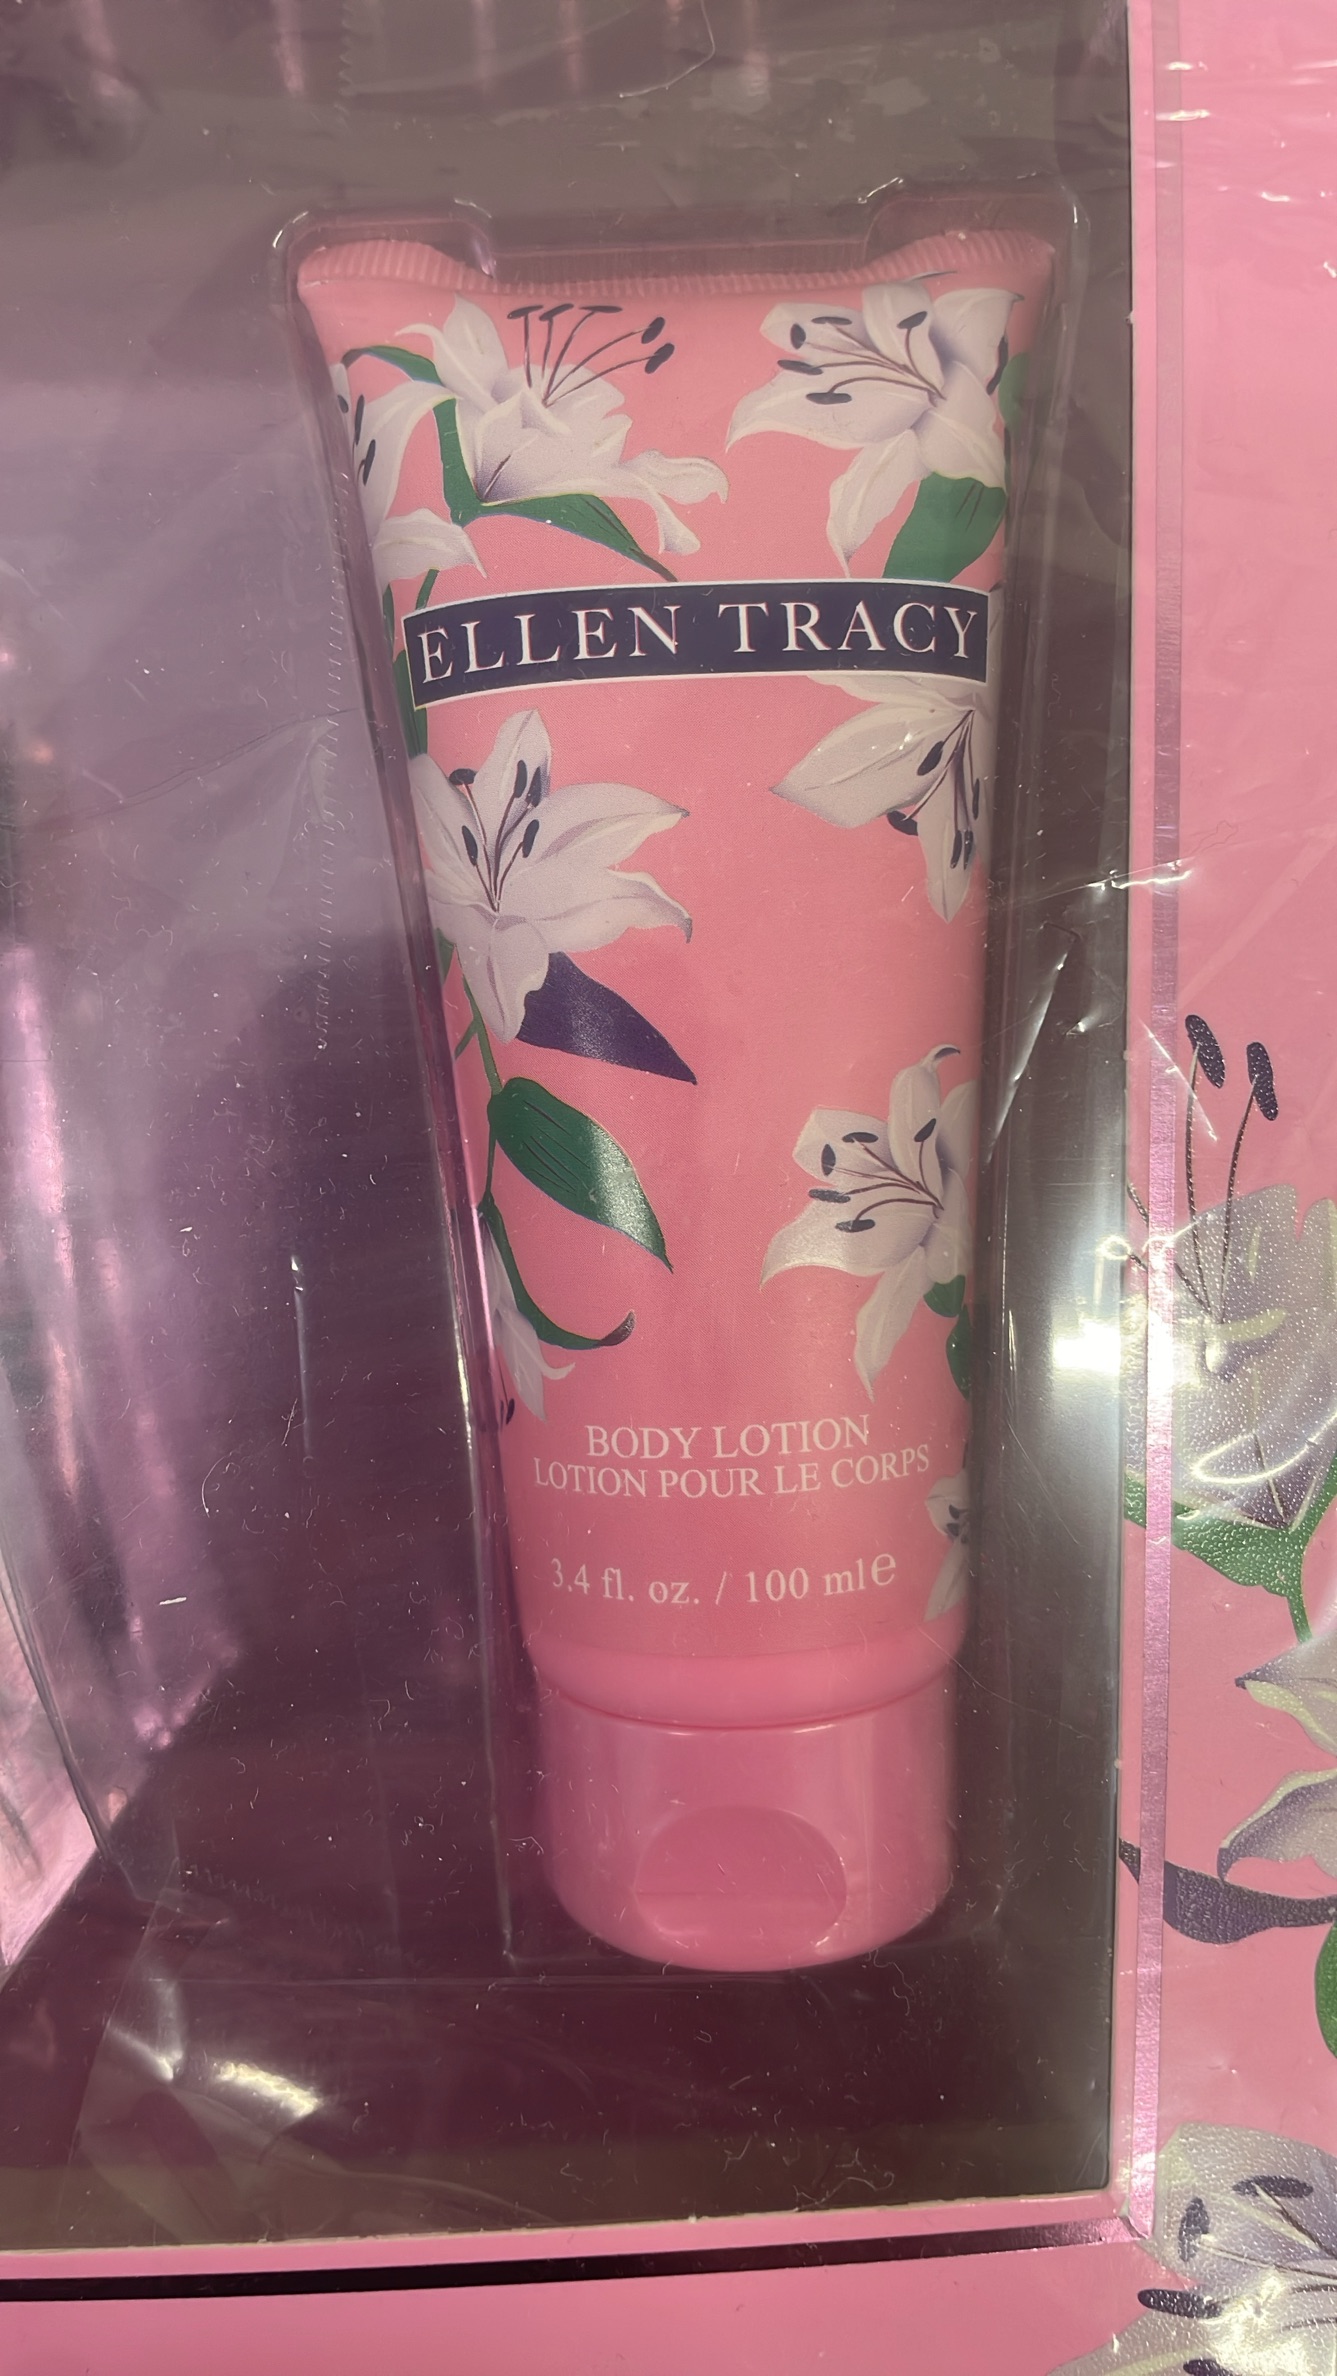 ELLEN TRACY
BODY LOTION
LOTION POUR LE CORPS
3.4 fl. oz. / 100 ml e